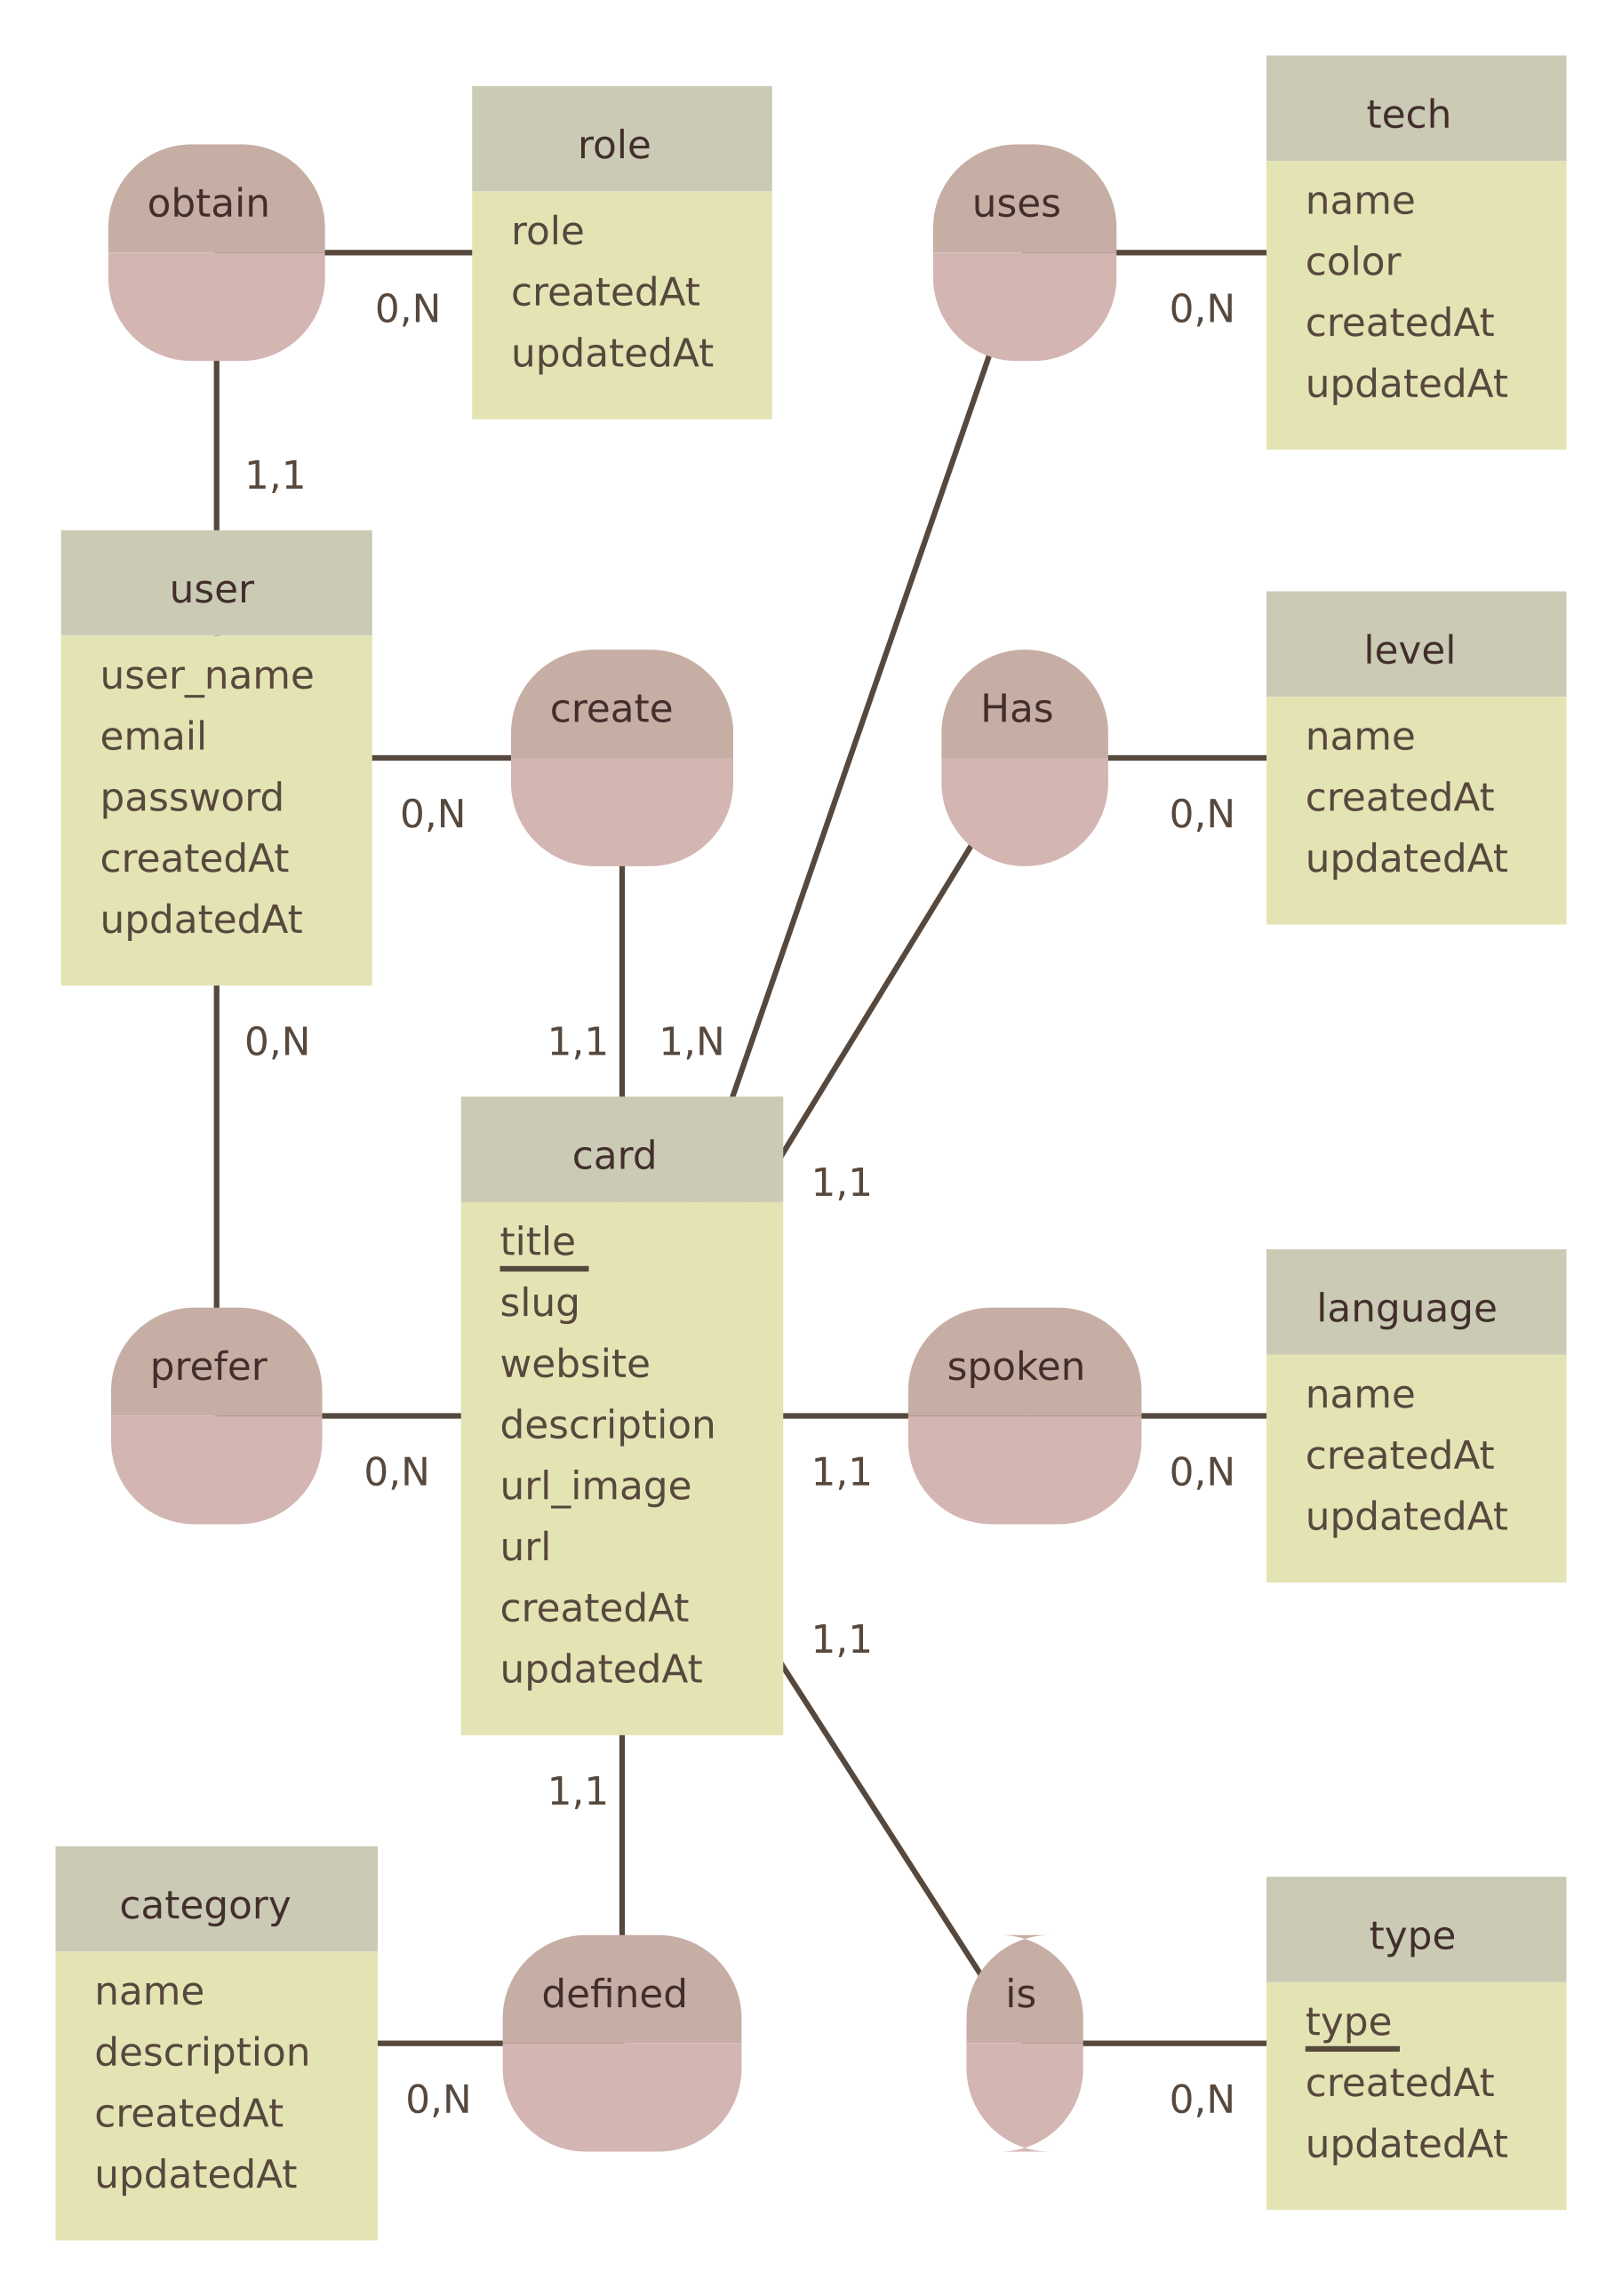 obtain
0,N
role
role
createdAt
updatedAt
uses
0,N
tech
name
color
createdAt
updatedAt
1,1
user
user_name
email
password
createdAt
updatedAt
0,N
create
1,1
1,N
Has
0,N
level
name
createdAt
updatedAt
0,N
card
title
slug
website
description
url_image
url
createdAt
updatedAt
1,1
prefer
0,N
1,1
spoken
0,N
language
name
createdAt
updatedAt
1,1
1,1
category
name
description
createdAt
updatedAt
0,N
defined
is
0,N
type
type
createdAt
updatedAt